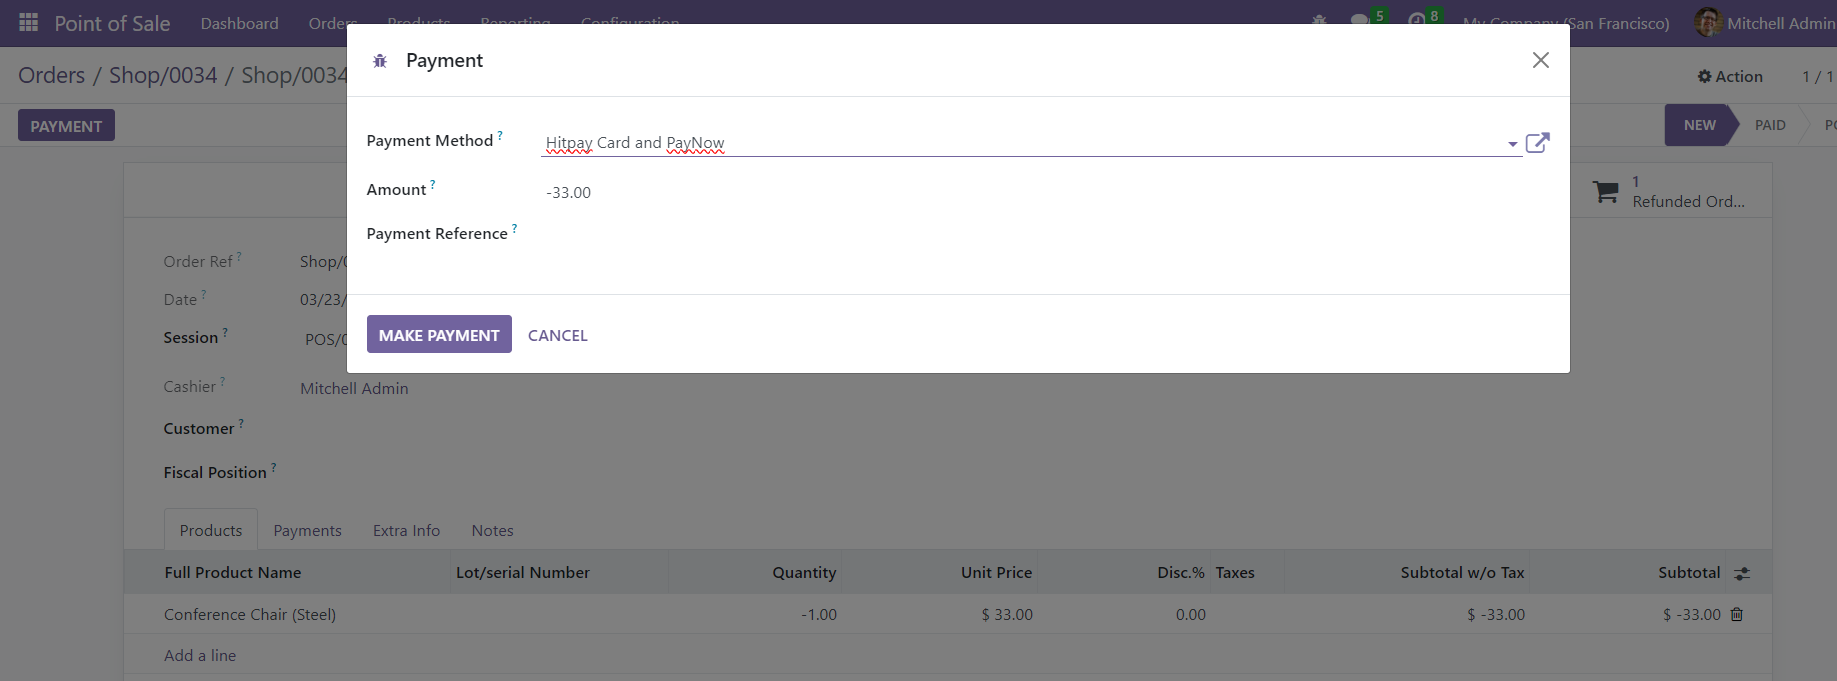 Point of Sale Dashboard Orders Products Reporting Configuration 5 8 My Company (San Francisco) Mitchell Admin
Orders / Shop/0034 / Shop/0034
Action 1 / 1
PAYMENT
NEW PAID
Payment
Payment Method ? Hitpay Card and PayNow
Amount ? -33.00
Payment Reference ?
MAKE PAYMENT CANCEL
1
Refunded Ord...
Order Ref ? Shop/
Date ? 03/23/
Session ? POS/
Cashier ? Mitchell Admin
Customer ?
Fiscal Position ?
Products Payments Extra Info Notes
Full Product Name Lot/serial Number Quantity Unit Price Disc.% Taxes Subtotal w/o Tax Subtotal
Conference Chair (Steel) -1.00 $ 33.00 0.00 $ -33.00 $ -33.00
Add a line